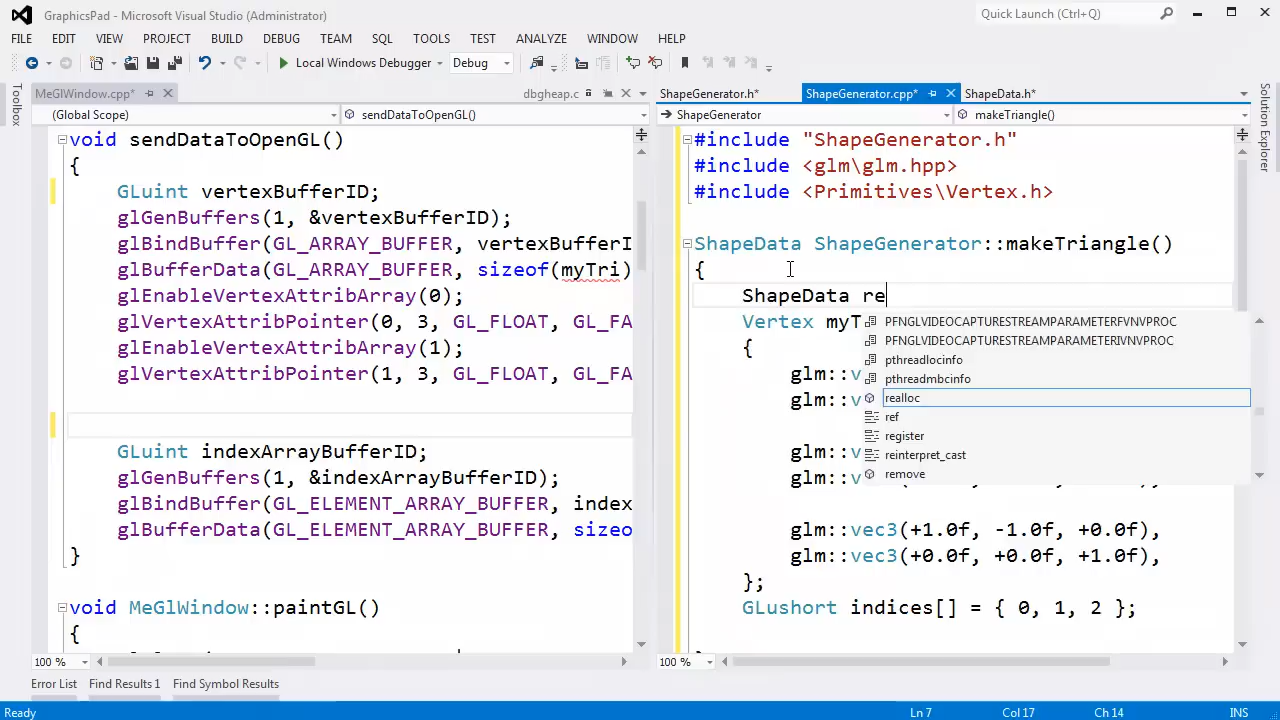 GraphicsPad - Microsoft Visual Studio (Administrator)
Quick Launch (Ctrl+Q)
FILE EDIT VIEW PROJECT BUILD DEBUG TEAM SQL TOOLS TEST ANALYZE WINDOW HELP
Local Windows Debugger Debug
Toolbox
MeGlWindow.cpp*
dbgheap.c
(Global Scope)
sendDataToOpenGL()
void sendDataToOpenGL()
{
GLuint vertexBufferID;
glGenBuffers(1, &vertexBufferID);
glBindBuffer(GL_ARRAY_BUFFER, vertexBufferI
glBufferData(GL_ARRAY_BUFFER, sizeof(myTri)
glEnableVertexAttribArray(0);
glVertexAttribPointer(0, 3, GL_FLOAT, GL_FA
glEnableVertexAttribArray(1);
glVertexAttribPointer(1, 3, GL_FLOAT, GL_FA
GLuint indexArrayBufferID;
glGenBuffers(1, &indexArrayBufferID);
glBindBuffer(GL_ELEMENT_ARRAY_BUFFER, index
glBufferData(GL_ELEMENT_ARRAY_BUFFER, sizeo
}
void MeGlWindow::paintGL()
{
100 %
ShapeGenerator.h*
ShapeGenerator.cpp*
ShapeData.h*
ShapeGenerator
makeTriangle()
#include "ShapeGenerator.h"
#include <glm\glm.hpp>
#include <Primitives\Vertex.h>
ShapeData ShapeGenerator::makeTriangle()
{
ShapeData re
Vertex myT
{
glm::v
glm::v
glm::v
glm::v
glm::vec3(+1.0f, -1.0f, +0.0f),
glm::vec3(+0.0f, +0.0f, +1.0f),
};
GLushort indices[] = { 0, 1, 2 };
PFNGLVIDEOCAPTURESTREAMPARAMETERFVNVPROC
PFNGLVIDEOCAPTURESTREAMPARAMETERIVNVPROC
pthreadlocinfo
pthreadmbcinfo
realloc
ref
register
reinterpret_cast
remove
100 %
Solution Explorer
Error List Find Results 1 Find Symbol Results
Ready
Ln 7 Col 17 Ch 14 INS